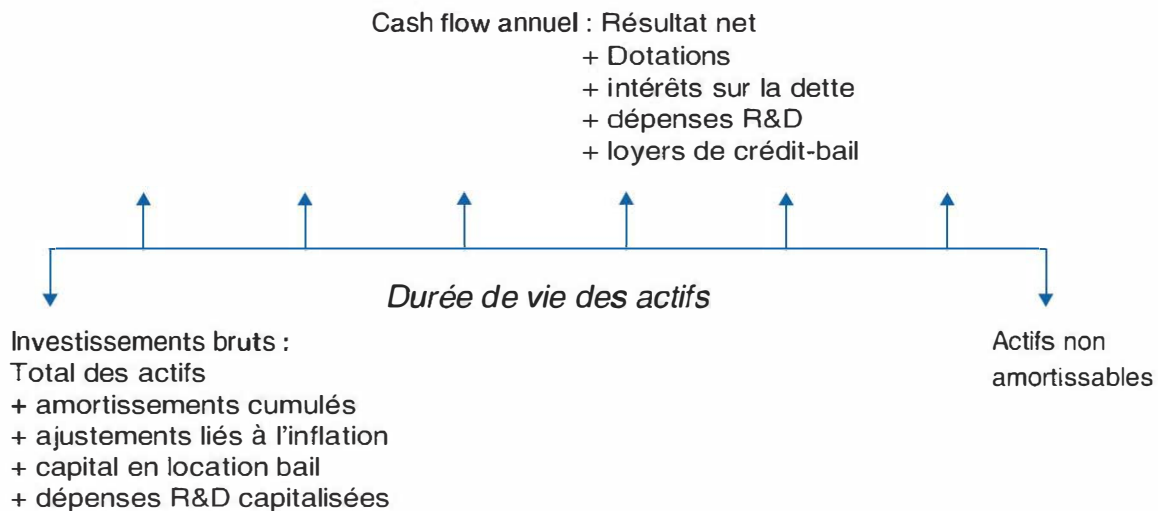 Cash flow annuel : Résultat net
+ Dotations
+ intérêts sur la dette
+ dépenses R&D
+ loyers de crédit-bail
Durée de vie des actifs
Investissements bruts :
Total des actifs
+ amortissements cumulés
+ ajustements liés à l'inflation
+ capital en location bail
+ dépenses R&D capitalisées
Actifs non
amortissables